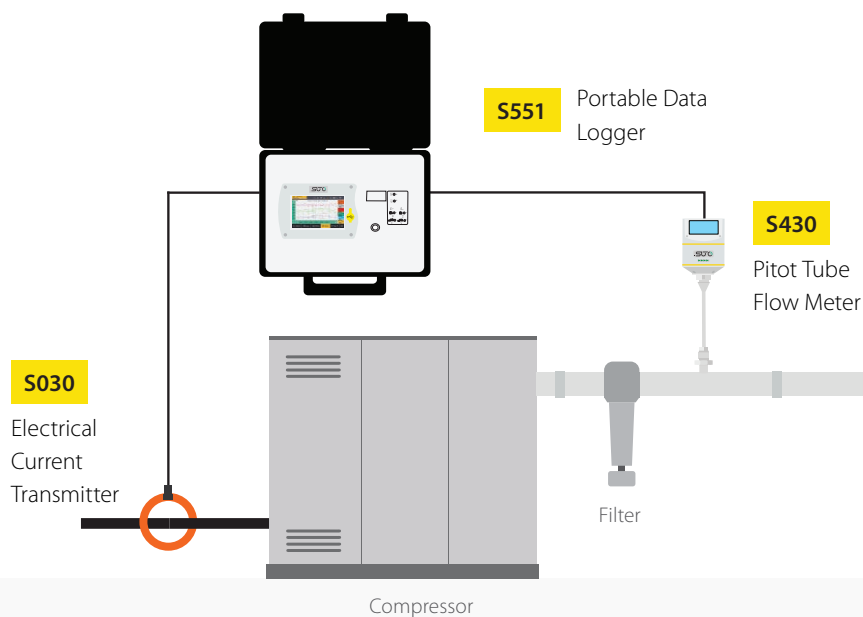 S551
Portable Data
Logger
S430
Pitot Tube
Flow Meter
S030
Electrical
Current
Transmitter
Filter
Compressor